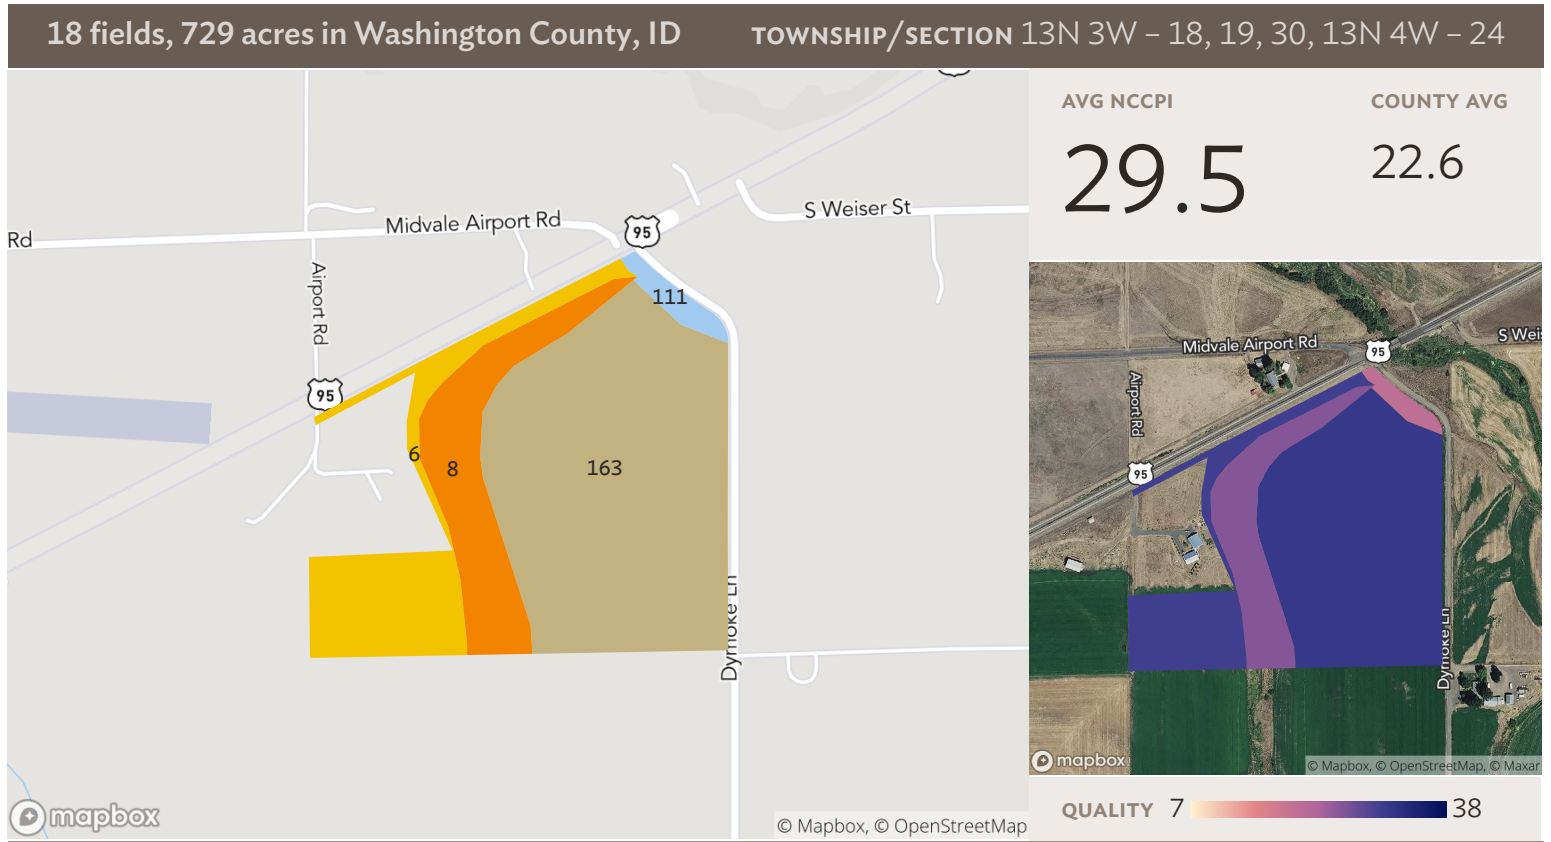 18 fields, 729 acres in Washington County, ID
TOWNSHIP/SECTION 13N 3W – 18, 19, 30, 13N 4W – 24
AVG NCCPI
COUNTY AVG
29.5
22.6
Rd
Midvale Airport Rd
95
S Weiser St
Airport Rd
111
95
6
8
163
Dymoke Ln
mapbox
© Mapbox, © OpenStreetMap
Midvale Airport Rd
95
S Weis
Airport Rd
95
Dymoke Ln
mapbox
© Mapbox, © OpenStreetMap, © Maxar
QUALITY 7 38